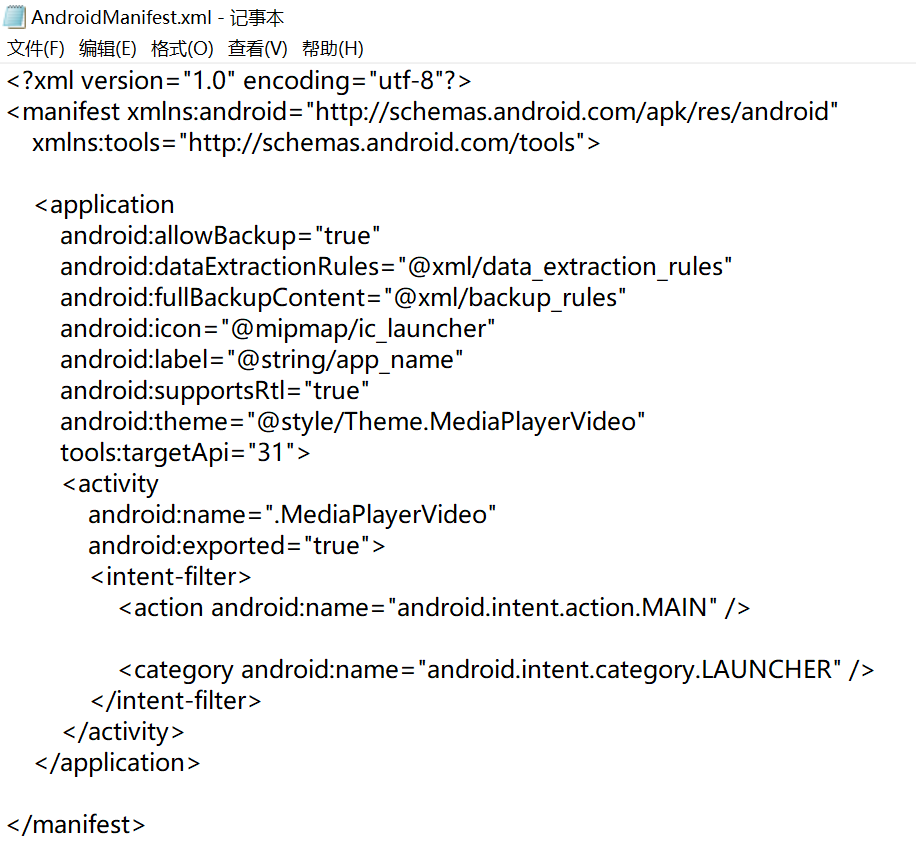 AndroidManifest.xml - 记事本
文件(F) 编辑(E) 格式(O) 查看(V) 帮助(H)
<?xml version="1.0" encoding="utf-8"?>
<manifest xmlns:android="http://schemas.android.com/apk/res/android"
    xmlns:tools="http://schemas.android.com/tools">

    <application
        android:allowBackup="true"
        android:dataExtractionRules="@xml/data_extraction_rules"
        android:fullBackupContent="@xml/backup_rules"
        android:icon="@mipmap/ic_launcher"
        android:label="@string/app_name"
        android:supportsRtl="true"
        android:theme="@style/Theme.MediaPlayerVideo"
        tools:targetApi="31">
        <activity
            android:name=".MediaPlayerVideo"
            android:exported="true">
            <intent-filter>
                <action android:name="android.intent.action.MAIN" />

                <category android:name="android.intent.category.LAUNCHER" />
            </intent-filter>
        </activity>
    </application>

</manifest>